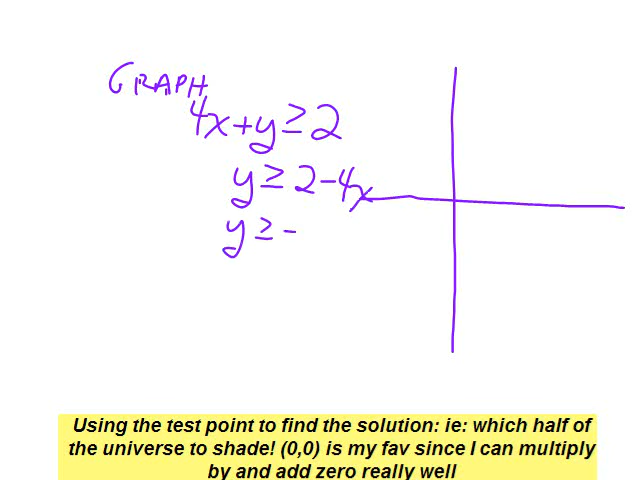 GRAPH
4x+y≥2
y≥2-4x
y≥-
Using the test point to find the solution: ie: which half of
the universe to shade! (0,0) is my fav since I can multiply
by and add zero really well